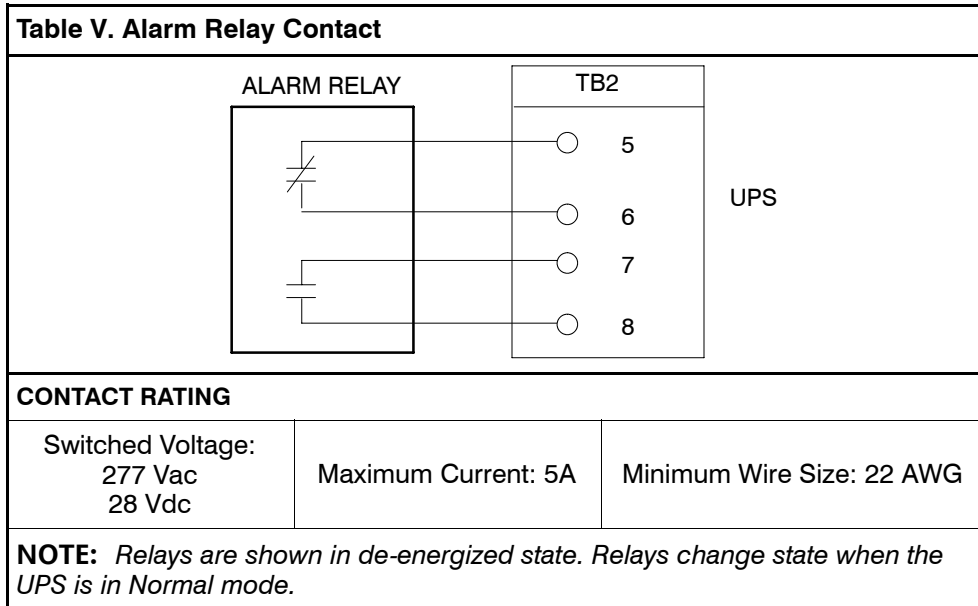 Table V. Alarm Relay Contact
ALARM RELAY
TB2
5
6
7
8
UPS
CONTACT RATING
Switched Voltage:
277 Vac
28 Vdc
Maximum Current: 5A
Minimum Wire Size: 22 AWG
NOTE: Relays are shown in de-energized state. Relays change state when the
UPS is in Normal mode.